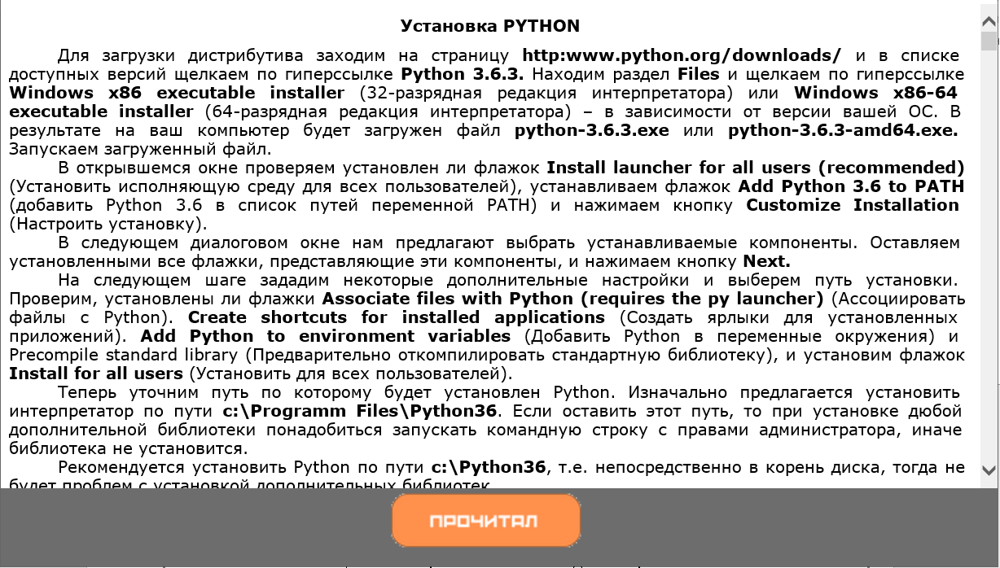 Установка PYTHON
Для загрузки дистрибутива заходим на страницу http:www.python.org/downloads/ и в списке
доступных версий щелкаем по гиперссылке Python 3.6.3. Находим раздел Files и щелкаем по гиперссылке
Windows x86 executable installer (32-разрядная редакция интерпретатора) или Windows x86-64
executable installer (64-разрядная редакция интерпретатора) – в зависимости от версии вашей ОС. В
результате на ваш компьютер будет загружен файл python-3.6.3.exe или python-3.6.3-amd64.exe.
Запускаем загруженный файл.
В открывшемся окне проверяем установлен ли флажок Install launcher for all users (recommended)
(Установить исполняющую среду для всех пользователей), устанавливаем флажок Add Python 3.6 to PATH
(добавить Python 3.6 в список путей переменной PATH) и нажимаем кнопку Customize Installation
(Настроить установку).
В следующем диалоговом окне нам предлагают выбрать устанавливаемые компоненты. Оставляем
установленными все флажки, представляющие эти компоненты, и нажимаем кнопку Next.
На следующем шаге зададим некоторые дополнительные настройки и выберем путь установки.
Проверим, установлены ли флажки Associate files with Python (requires the py launcher) (Ассоциировать
файлы с Python). Create shortcuts for installed applications (Создать ярлыки для установленных
приложений). Add Python to environment variables (Добавить Python в переменные окружения) и
Precompile standard library (Предварительно откомпилировать стандартную библиотеку), и установим флажок
Install for all users (Установить для всех пользователей).
Теперь уточним путь по которому будет установлен Python. Изначально предлагается установить
интерпретатор по пути c:\Programm Files\Python36. Если оставить этот путь, то при установке дюбой
дополнительной библиотеки понадобиться запускать командную строку с правами администратора, иначе
библиотека не установится.
Рекомендуется установить Python по пути c:\Python36, т.е. непосредственно в корень диска, тогда не
будет проблем с установкой дополнительных библиотек.
ПРОЧИТАЛ